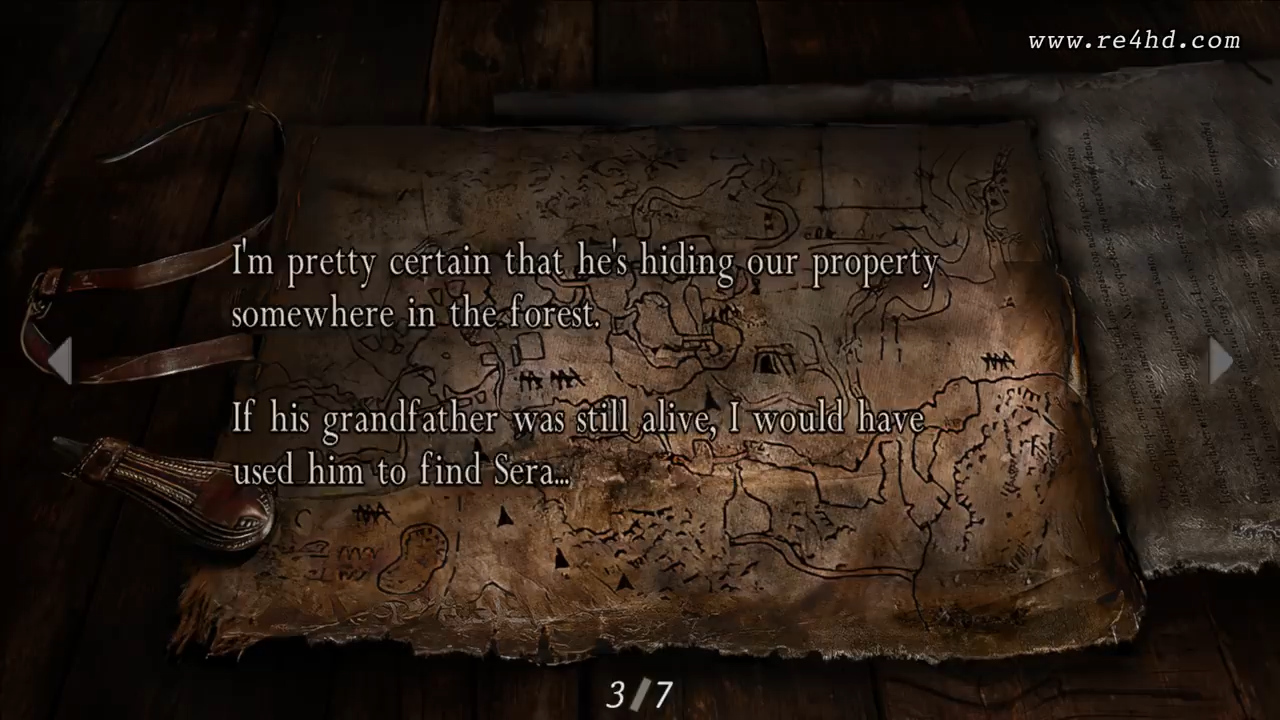 www.re4hd.com
I'm pretty certain that he's hiding our property
somewhere in the forest.
If his grandfather was still alive, I would have
used him to find Sera...
3/7